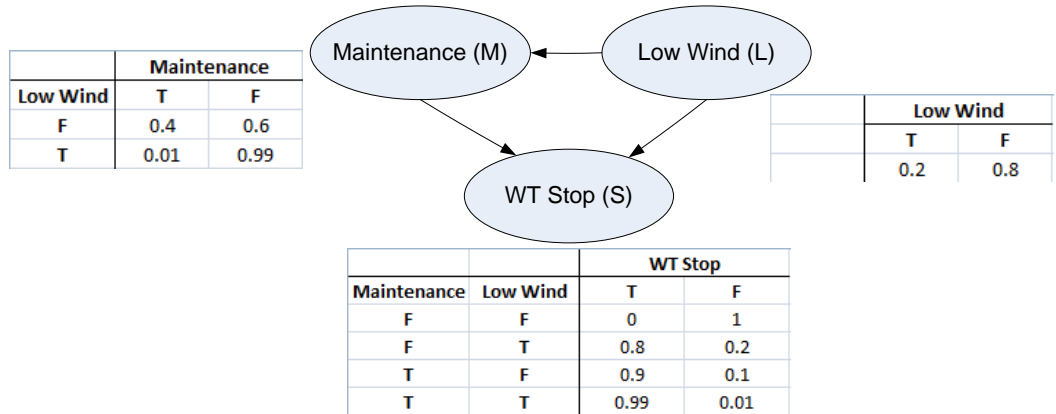 Maintenance (M)
Low Wind (L)
Maintenance
Low Wind T F
F 0.4 0.6
T 0.01 0.99
Low Wind
T F
0.2 0.8
WT Stop (S)
WT Stop
Maintenance Low Wind T F
F F 0 1
F T 0.8 0.2
T F 0.9 0.1
T T 0.99 0.01